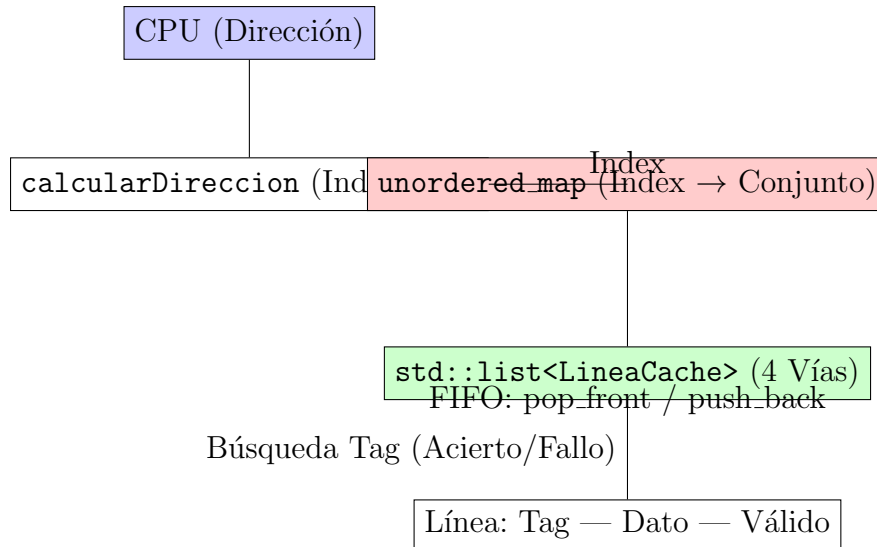 CPU (Dirección)
calcularDireccion (Ind
Index
unordered_map (Index → Conjunto)
std::list<LineaCache> (4 Vías)
FIFO: pop_front / push_back
Búsqueda Tag (Acierto/Fallo)
Línea: Tag — Dato — Válido